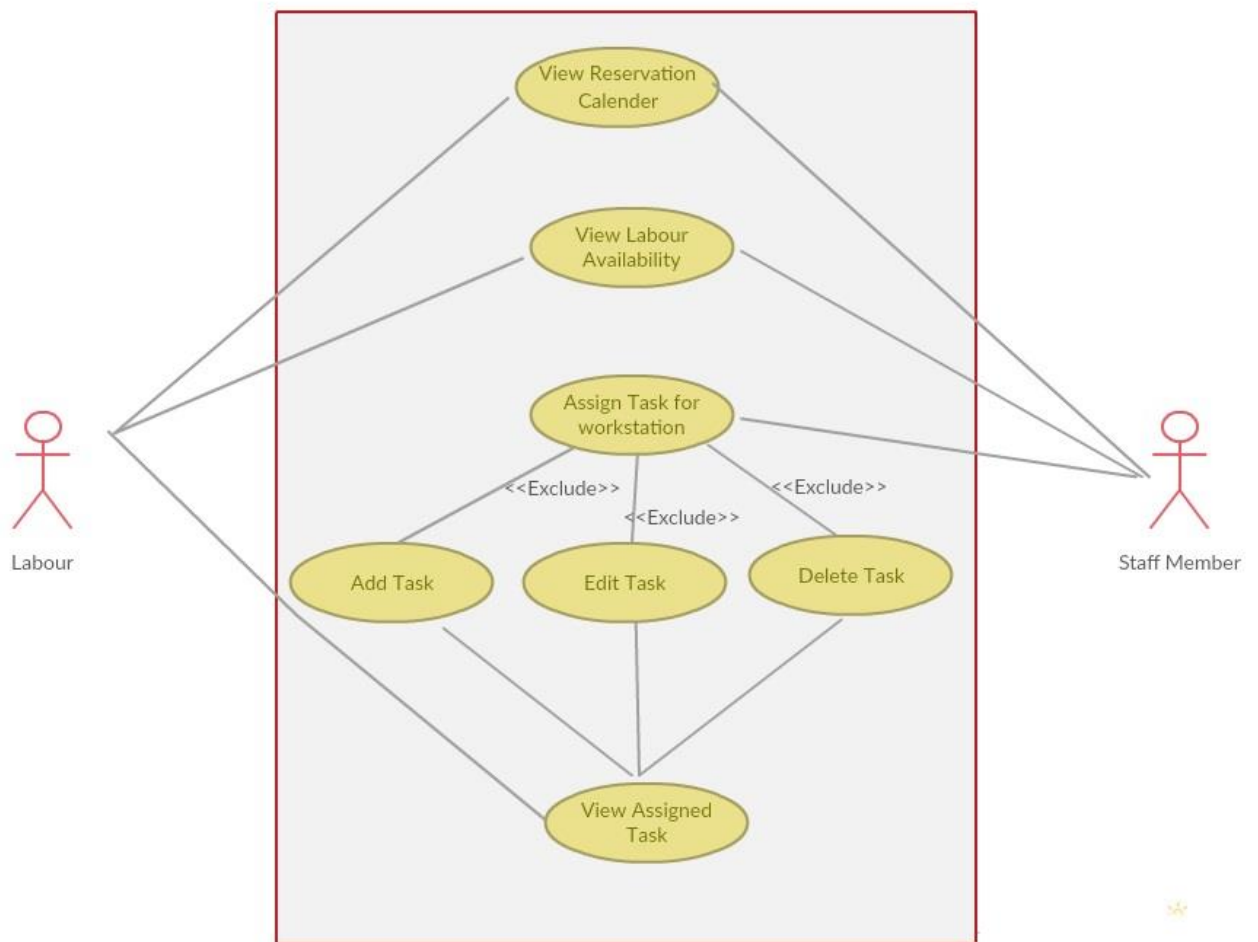 View Reservation
Calender
View Labour
Availability
Assign Task for
workstation
<<Exclude>>
<<Exclude>>
<<Exclude>>
Labour
Staff Member
Add Task
Edit Task
Delete Task
View Assigned
Task